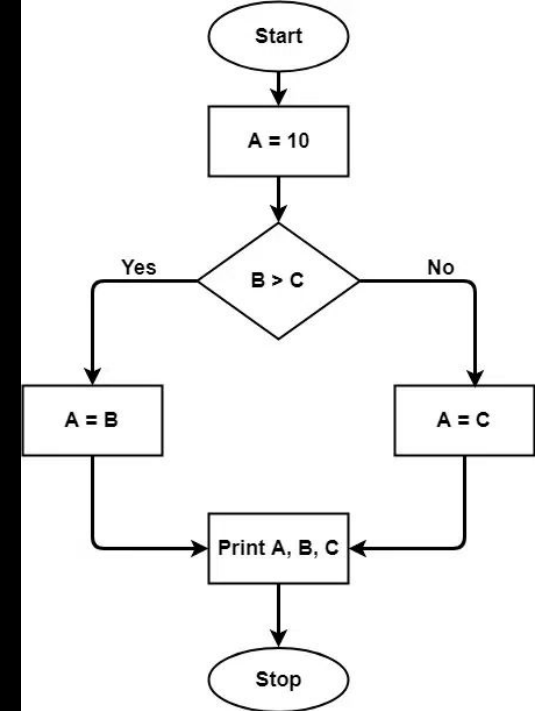 Start
A = 10
Yes
No
B > C
A = B
A = C
Print A, B, C
Stop